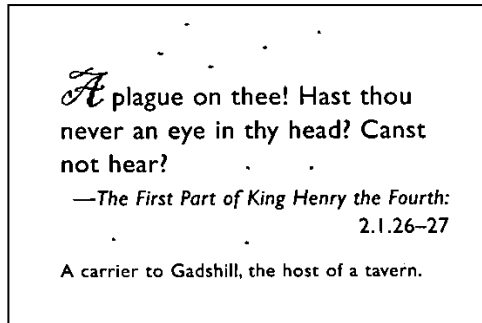 A plague on thee! Hast thou
never an eye in thy head? Canst
not hear?
—The First Part of King Henry the Fourth:
2.1.26–27
A carrier to Gadshill, the host of a tavern.